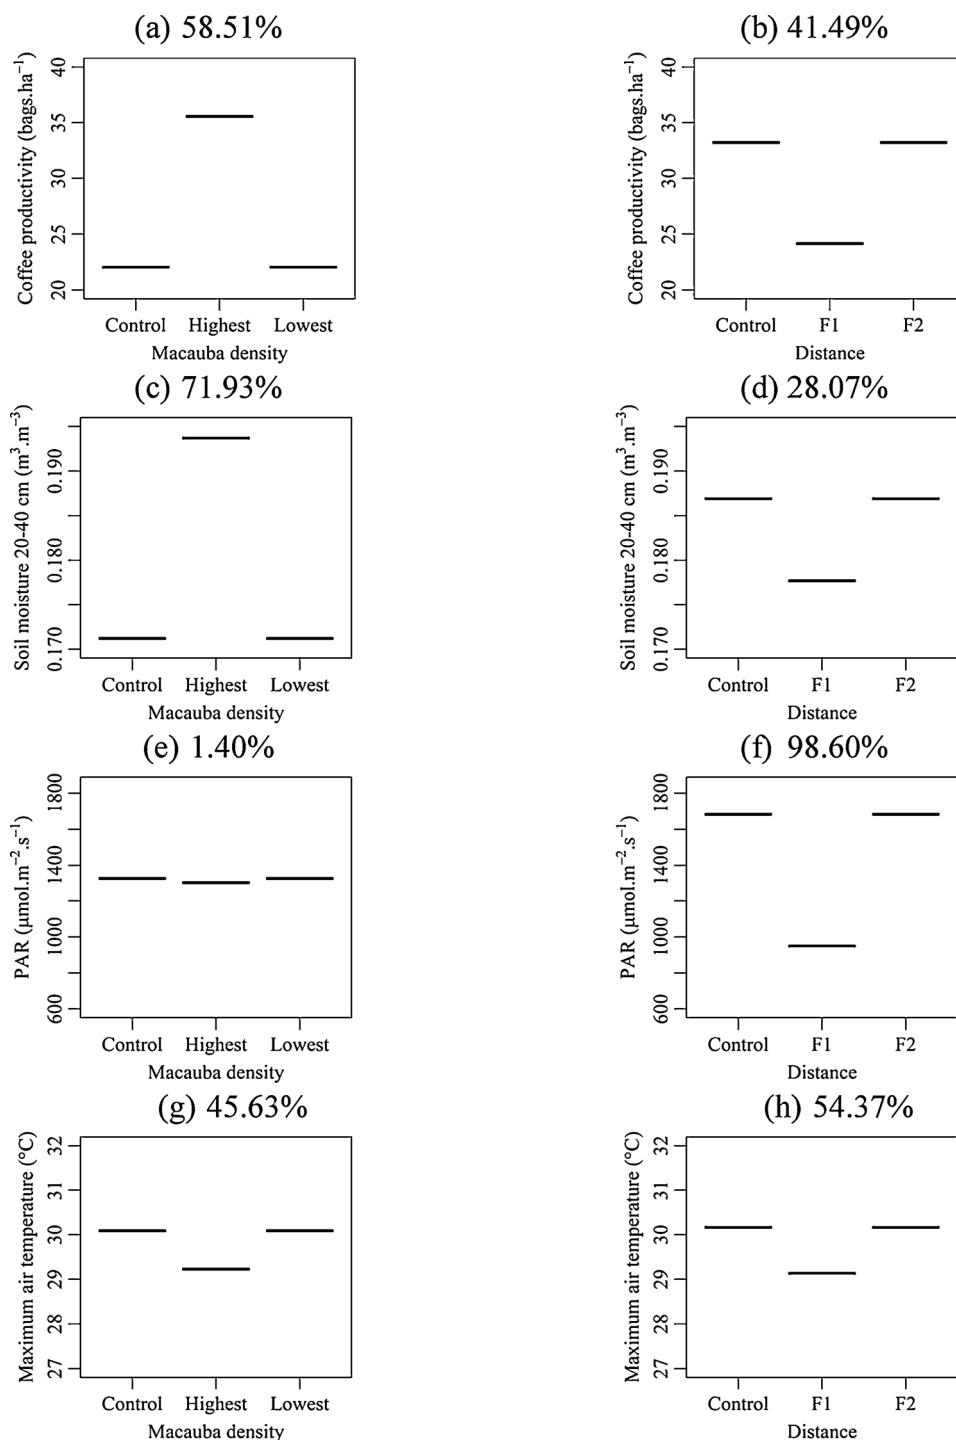 (a) 58.51%
Coffee productivity (bags.ha⁻¹)
40
35
30
25
20
Control Highest Lowest
Macauba density
(b) 41.49%
Coffee productivity (bags.ha⁻¹)
40
35
30
25
20
Control F1 F2
Distance
(c) 71.93%
Soil moisture 20-40 cm (m³.m⁻³)
0.190
0.180
0.170
Control Highest Lowest
Macauba density
(d) 28.07%
Soil moisture 20-40 cm (m³.m⁻³)
0.190
0.180
0.170
Control F1 F2
Distance
(e) 1.40%
PAR (µmol.m⁻².s⁻¹)
1800
1400
1000
600
Control Highest Lowest
Macauba density
(f) 98.60%
PAR (µmol.m⁻².s⁻¹)
1800
1400
1000
600
Control F1 F2
Distance
(g) 45.63%
Maximum air temperature (°C)
32
31
30
29
28
27
Control Highest Lowest
Macauba density
(h) 54.37%
Maximum air temperature (°C)
32
31
30
29
28
27
Control F1 F2
Distance